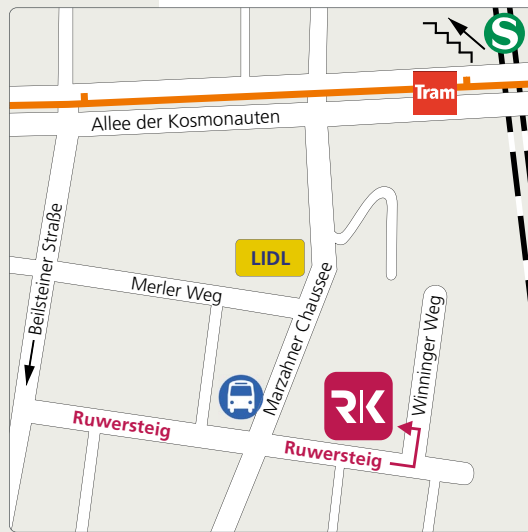 S
Tram
Allee der Kosmonauten
Beilsteiner Straße
LIDL
Merler Weg
Marzahner Chaussee
Winninger Weg
RK
Ruwersteig
Ruwersteig